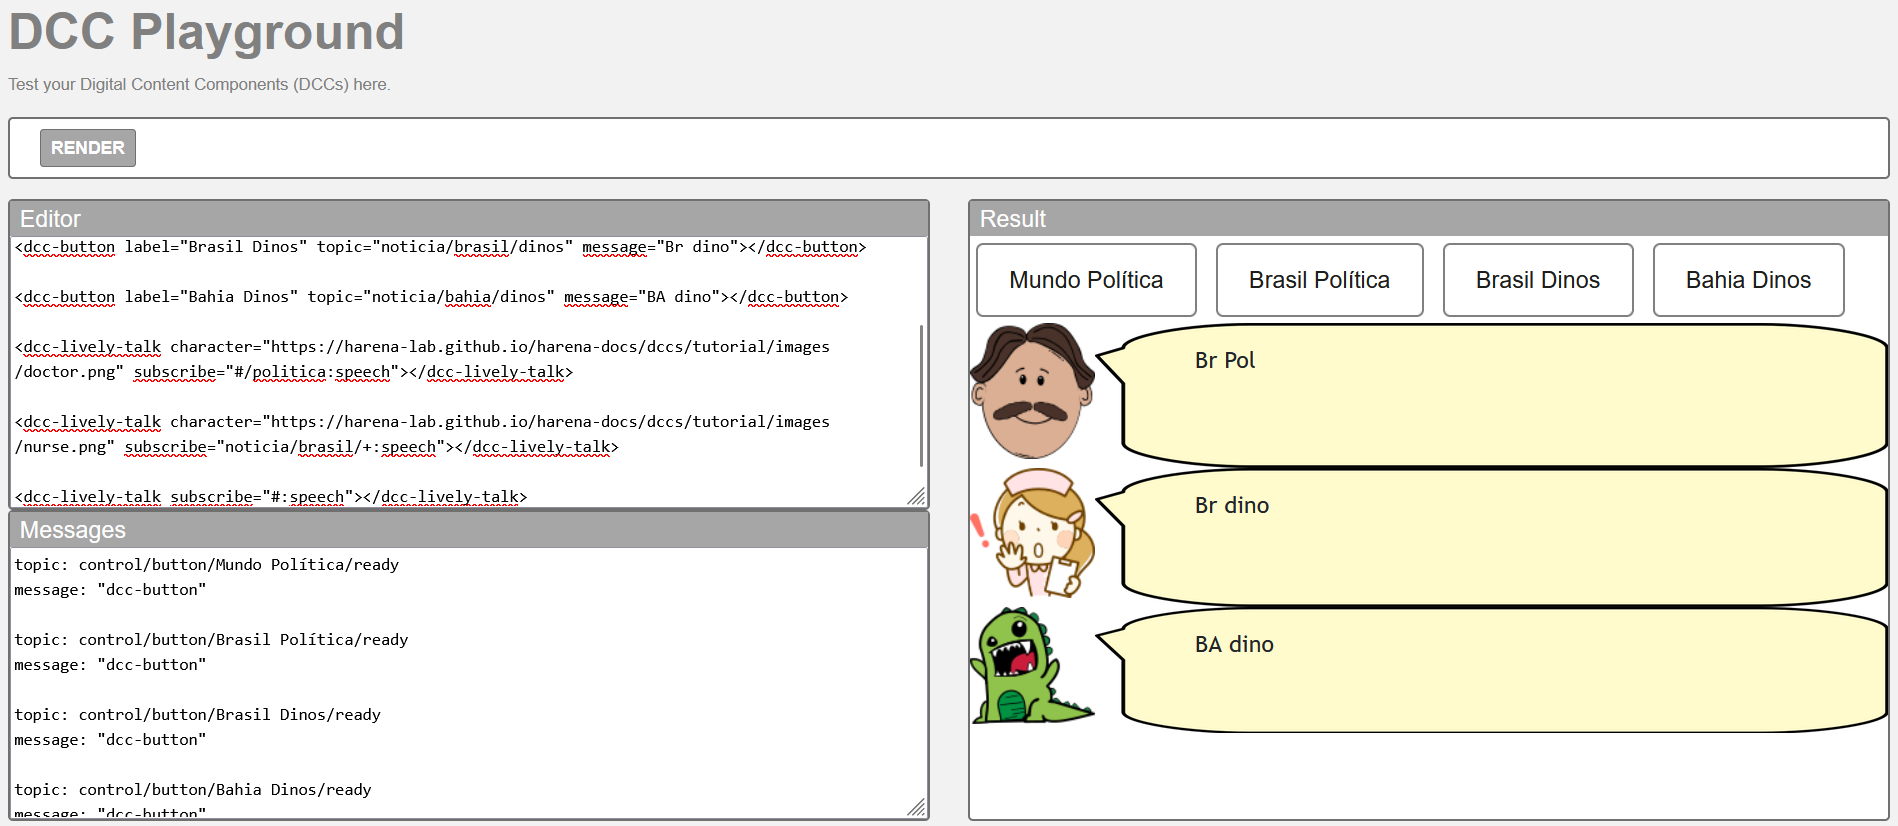 DCC Playground
Test your Digital Content Components (DCCs) here.
RENDER
Editor
<dcc-button label="Brasil Dinos" topic="noticia/brasil/dinos" message="Br dino"></dcc-button>
<dcc-button label="Bahia Dinos" topic="noticia/bahia/dinos" message="BA dino"></dcc-button>
<dcc-lively-talk character="https://harena-lab.github.io/harena-docs/dccs/tutorial/images
/doctor.png" subscribe="#/politica:speech"></dcc-lively-talk>
<dcc-lively-talk character="https://harena-lab.github.io/harena-docs/dccs/tutorial/images
/nurse.png" subscribe="noticia/brasil/+:speech"></dcc-lively-talk>
<dcc-lively-talk subscribe="#:speech"></dcc-lively-talk>
Messages
topic: control/button/Mundo Política/ready
message: "dcc-button"
topic: control/button/Brasil Política/ready
message: "dcc-button"
topic: control/button/Brasil Dinos/ready
message: "dcc-button"
topic: control/button/Bahia Dinos/ready
message: "dcc-button"
Result
Mundo Política
Brasil Política
Brasil Dinos
Bahia Dinos
Br Pol
Br dino
BA dino